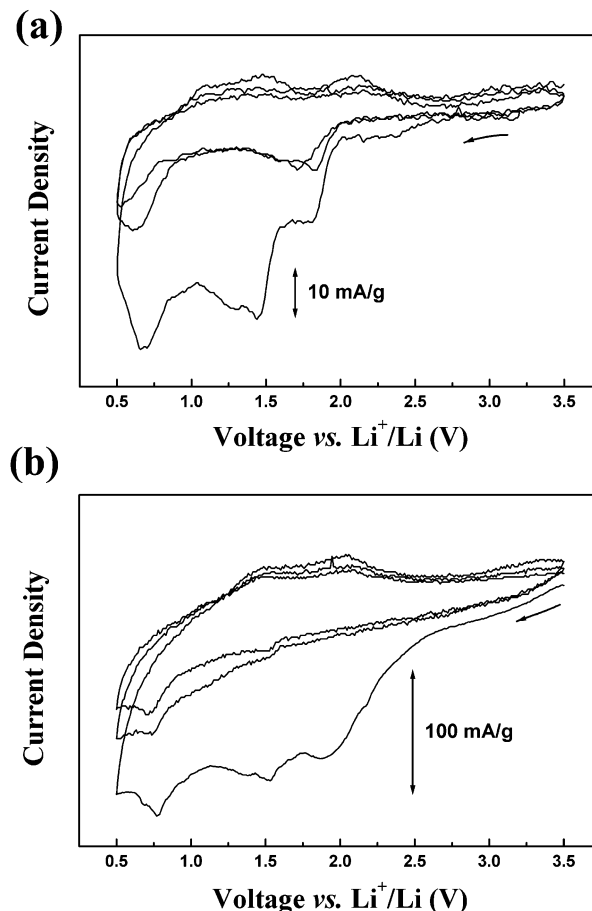 (a)
Current Density
10 mA/g
0.5 1.0 1.5 2.0 2.5 3.0 3.5
Voltage vs. Li⁺/Li (V)
(b)
Current Density
100 mA/g
0.5 1.0 1.5 2.0 2.5 3.0 3.5
Voltage vs. Li⁺/Li (V)